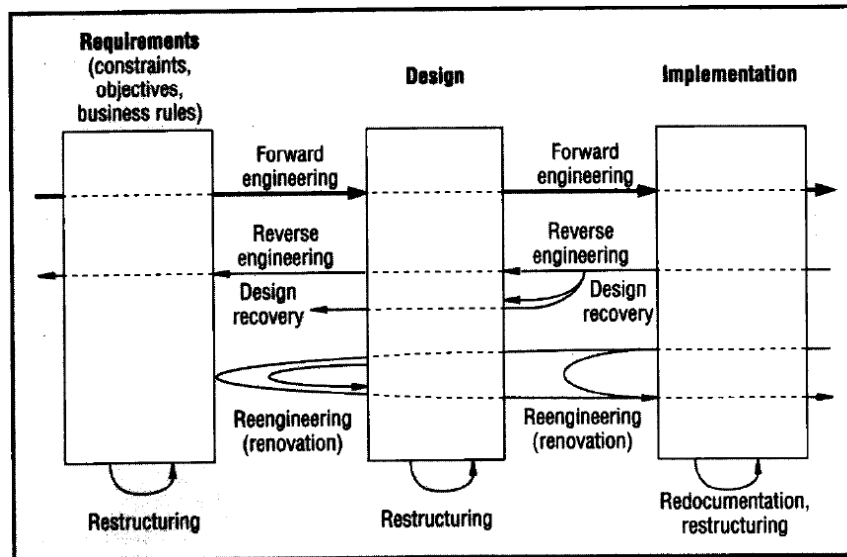 Requirements
(constraints,
objectives,
business rules)
Design
Implementation
Forward
engineering
Forward
engineering
Reverse
engineering
Reverse
engineering
Design
recovery
Design
recovery
Reengineering
(renovation)
Reengineering
(renovation)
Restructuring
Restructuring
Redocumentation,
restructuring